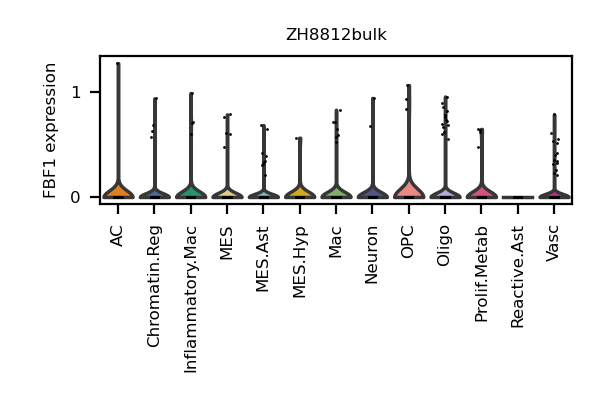 ZH8812bulk
FBF1 expression
1
0
AC
Chromatin.Reg
Inflammatory.Mac
MES
MES.Ast
MES.Hyp
Mac
Neuron
OPC
Oligo
Prolif.Metab
Reactive.Ast
Vasc